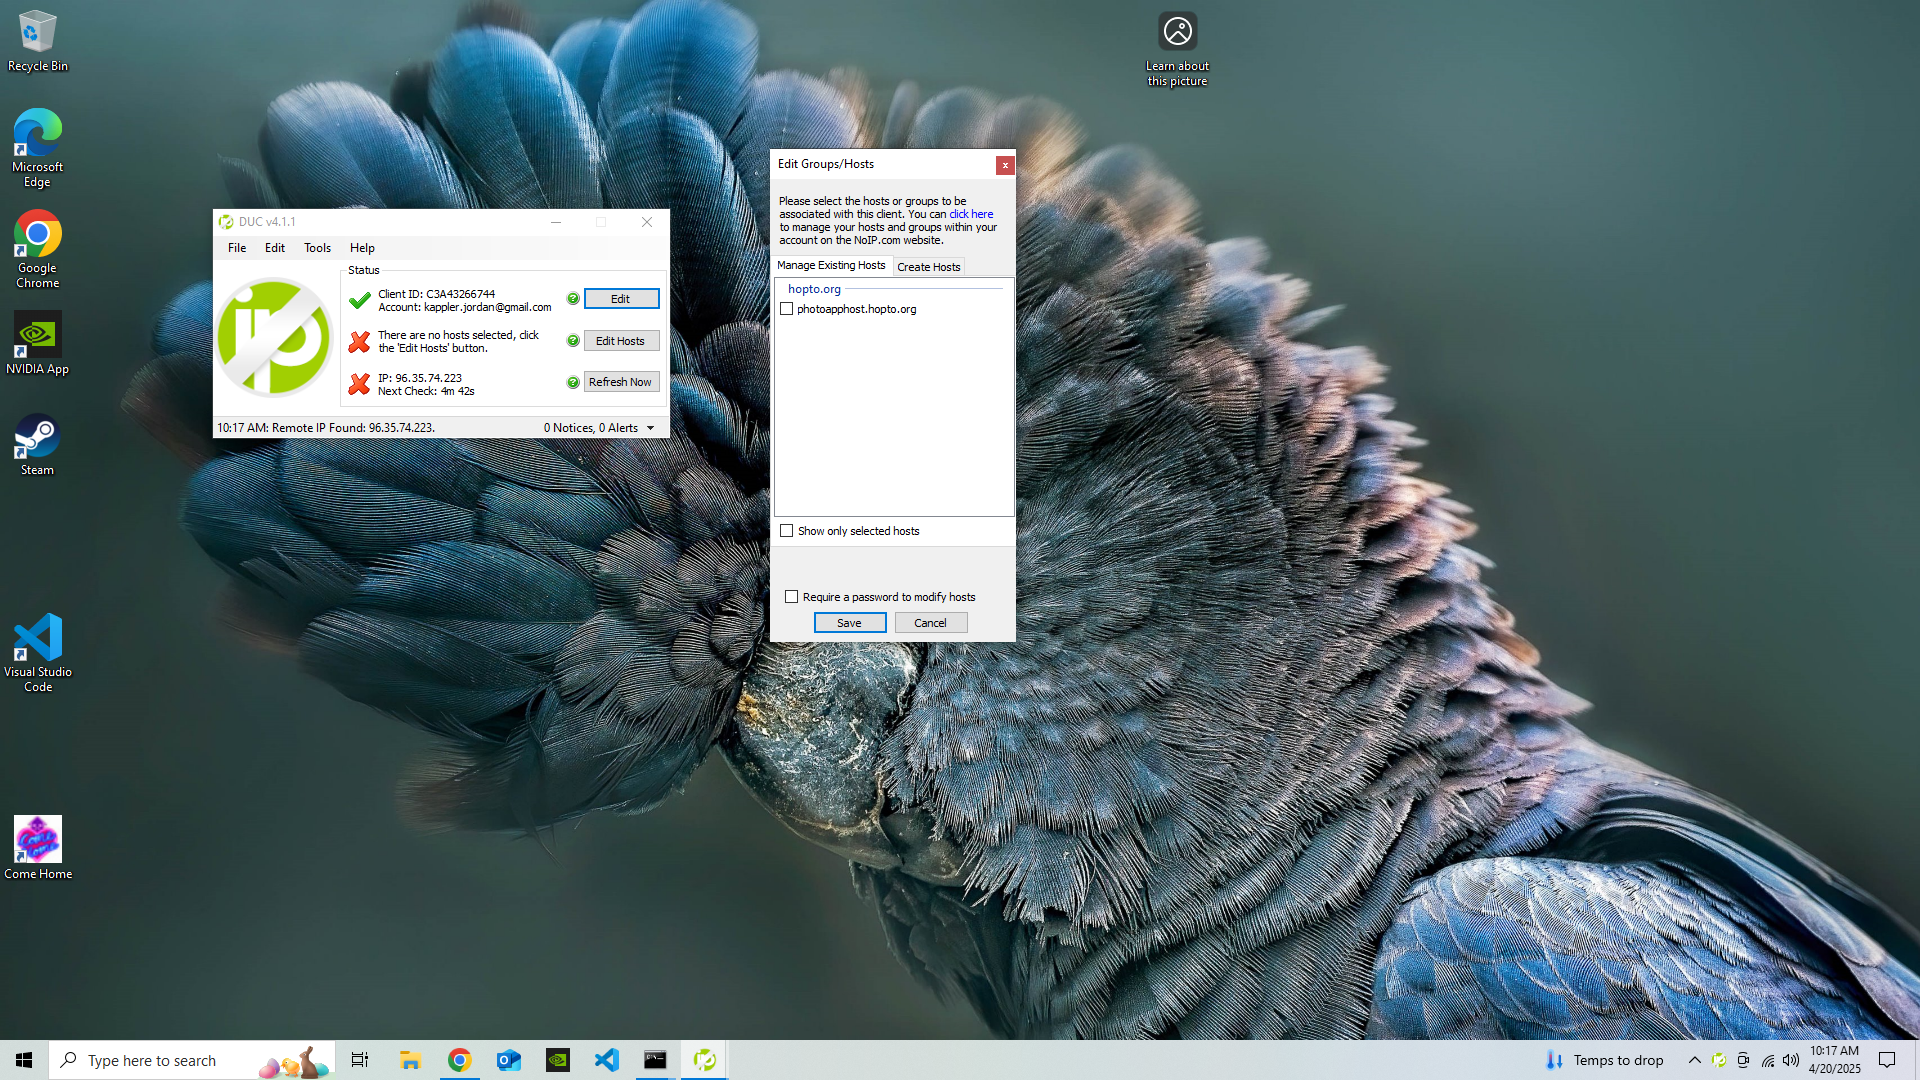 Recycle Bin
Microsoft
Edge
Google
Chrome
NVIDIA App
Steam
Visual Studio
Code
Come Home
Learn about
this picture
DUC v4.1.1
File Edit Tools Help
Status
Client ID: C3A43266744
Account: kappler.jordan@gmail.com
Edit
There are no hosts selected, click
the 'Edit Hosts' button.
Edit Hosts
IP: 96.35.74.223
Next Check: 4m 42s
Refresh Now
10:17 AM: Remote IP Found: 96.35.74.223.
0 Notices, 0 Alerts
Edit Groups/Hosts
x
Please select the hosts or groups to be
associated with this client. You can click here
to manage your hosts and groups within your
account on the NoIP.com website.
Manage Existing Hosts Create Hosts
hopto.org
photoapphost.hopto.org
Show only selected hosts
Require a password to modify hosts
Save Cancel
Type here to search
Temps to drop
10:17 AM
4/20/2025